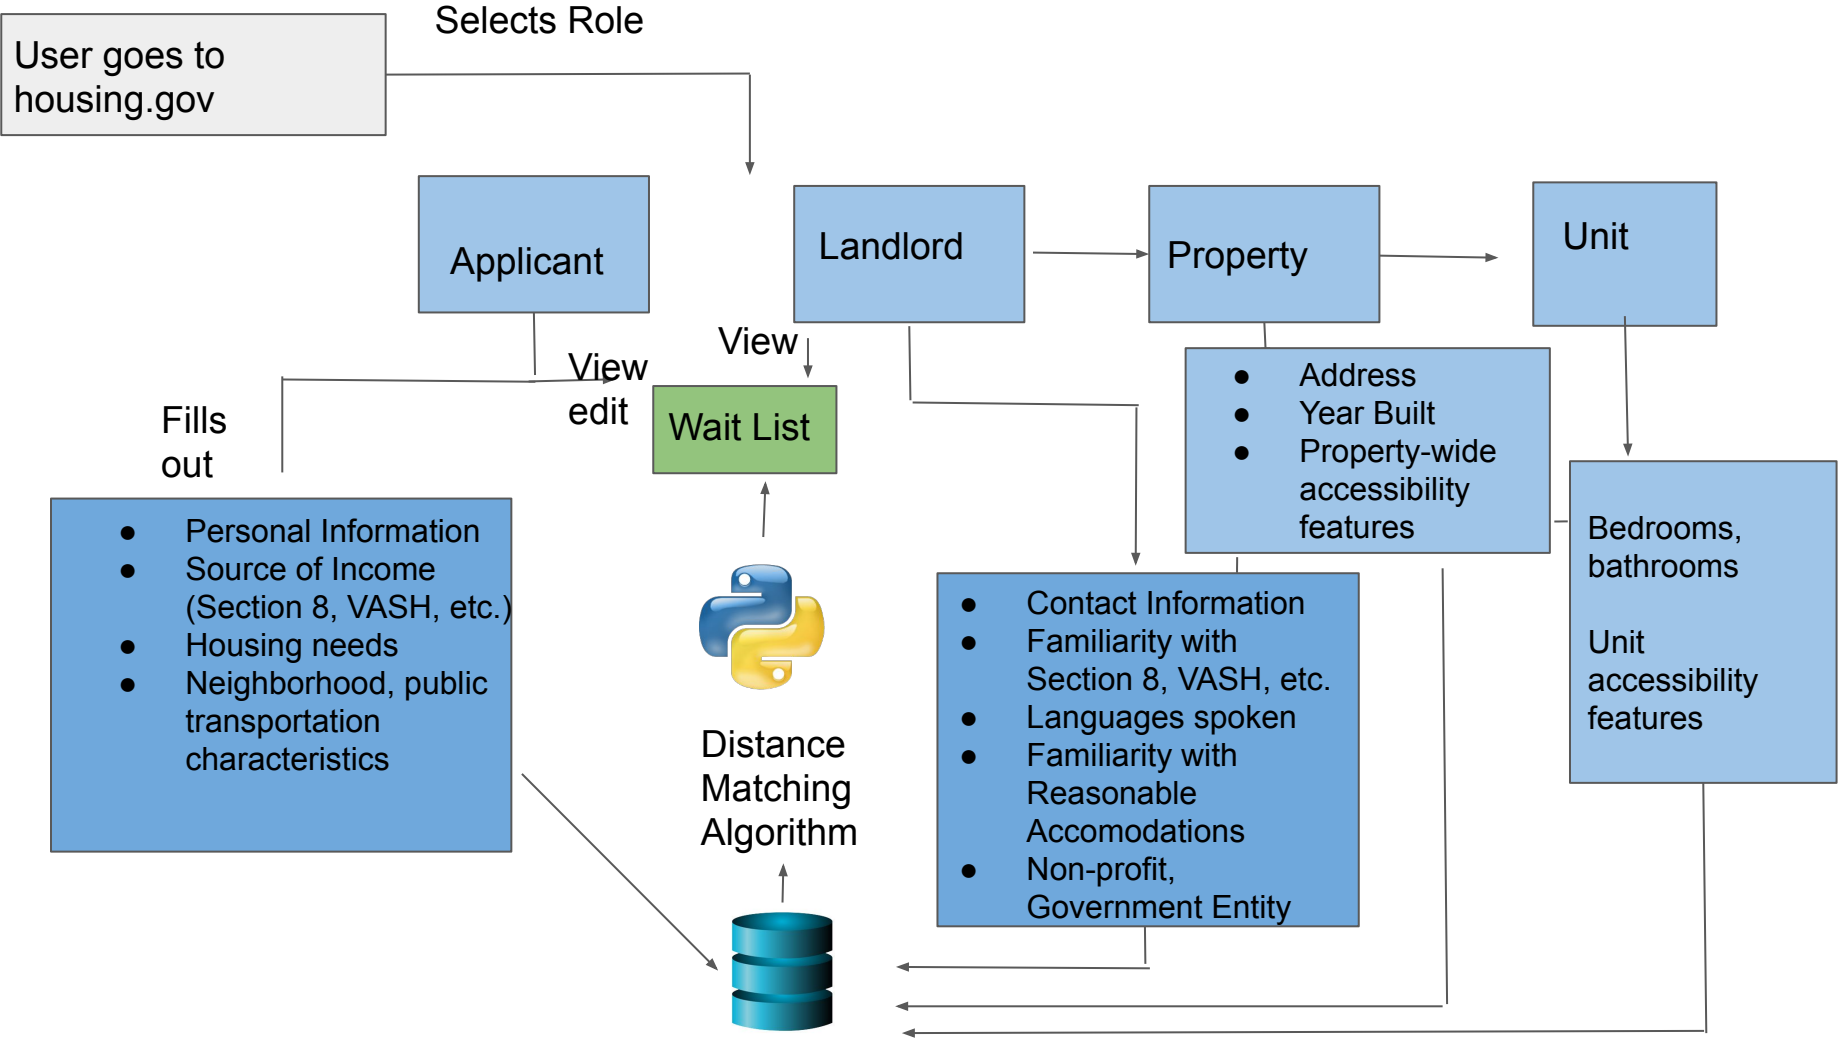 Selects Role
User goes to
housing.gov
Applicant
Landlord
Property
Unit
View
View
edit
Wait List
Fills
out
● Address
● Year Built
● Property-wide
accessibility
features
● Personal Information
● Source of Income
(Section 8, VASH, etc.)
● Housing needs
● Neighborhood, public
transportation
characteristics
Distance
Matching
Algorithm
● Contact Information
● Familiarity with
Section 8, VASH, etc.
● Languages spoken
● Familiarity with
Reasonable
Accomodations
● Non-profit,
Government Entity
Bedrooms,
bathrooms
Unit
accessibility
features